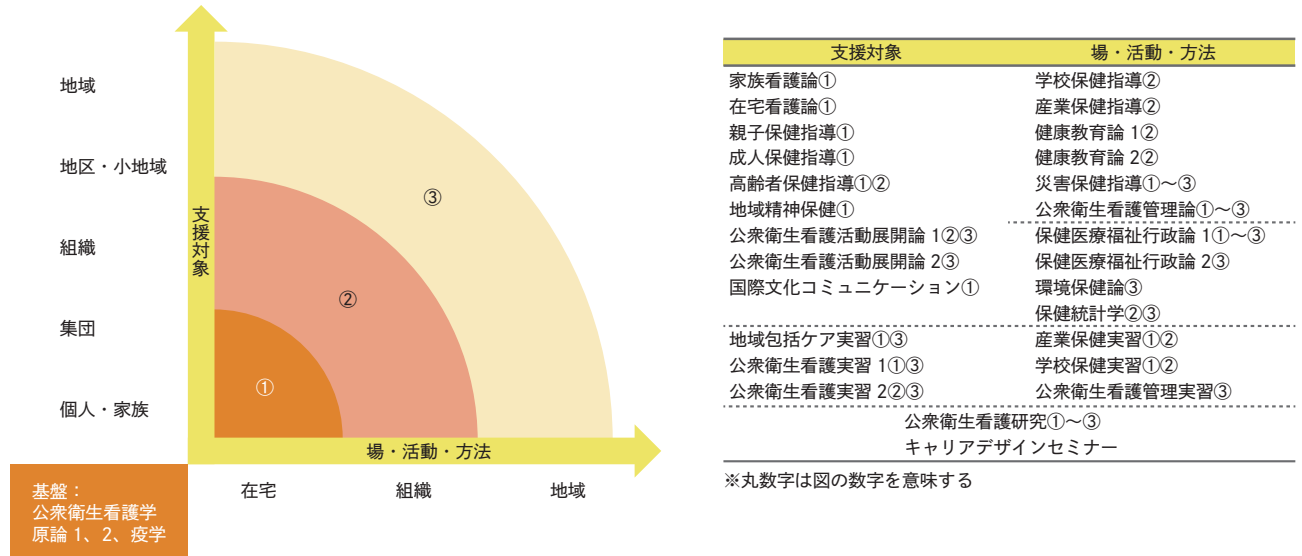 地域
地区・小地域
組織
集団
個人・家族
支援対象
③
②
①
場・活動・方法
在宅
組織
地域
基盤：
公衆衛生看護学
原論 1、2、疫学
支援対象 場・活動・方法
家族看護論① 学校保健指導②
在宅看護論① 産業保健指導②
親子保健指導① 健康教育論 1②
成人保健指導① 健康教育論 2②
高齢者保健指導①② 災害保健指導①～③
地域精神保健① 公衆衛生看護管理論①～③
公衆衛生看護活動展開論 1②③ 保健医療福祉行政論 1①～③
公衆衛生看護活動展開論 2③ 保健医療福祉行政論 2③
国際文化コミュニケーション① 環境保健論③
保健統計学②③
地域包括ケア実習①③ 産業保健実習①②
公衆衛生看護実習 1①③ 学校保健実習①②
公衆衛生看護実習 2②③ 公衆衛生看護管理実習③
公衆衛生看護研究①～③
キャリアデザインセミナー
※丸数字は図の数字を意味する